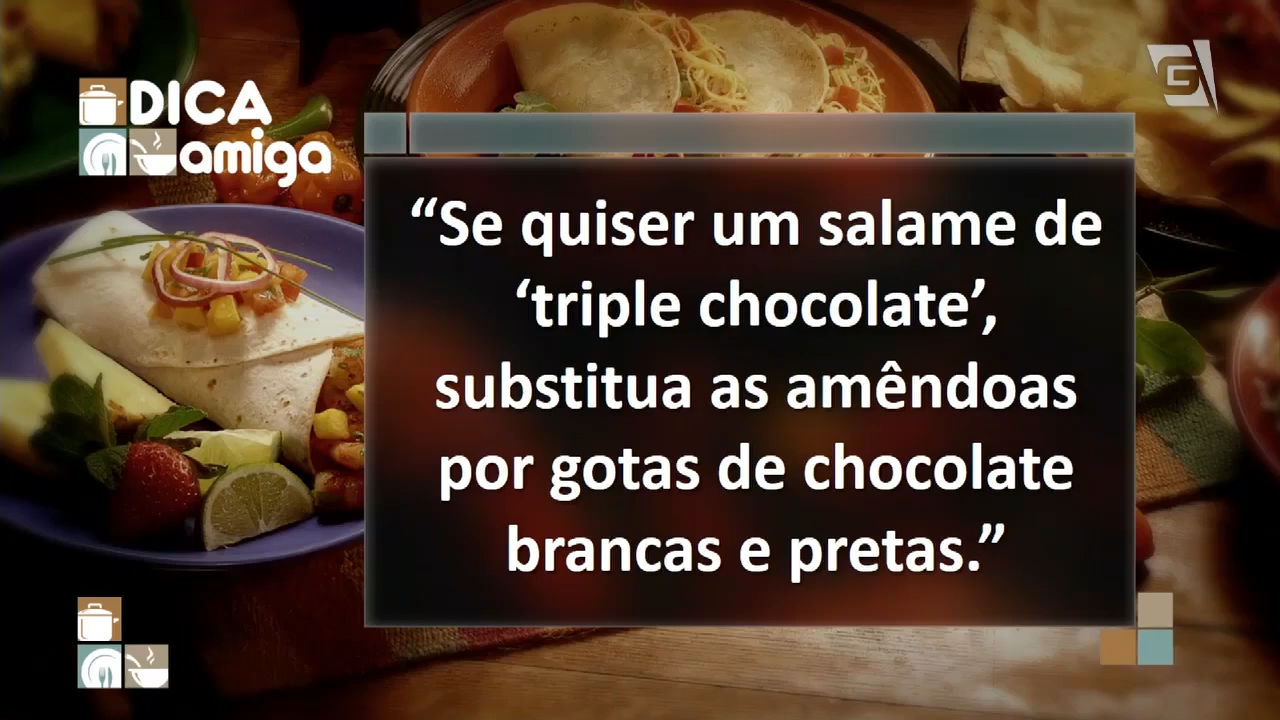 DICA
amiga
G
“Se quiser um salame de
‘triple chocolate’,
substitua as amêndoas
por gotas de chocolate
brancas e pretas.”